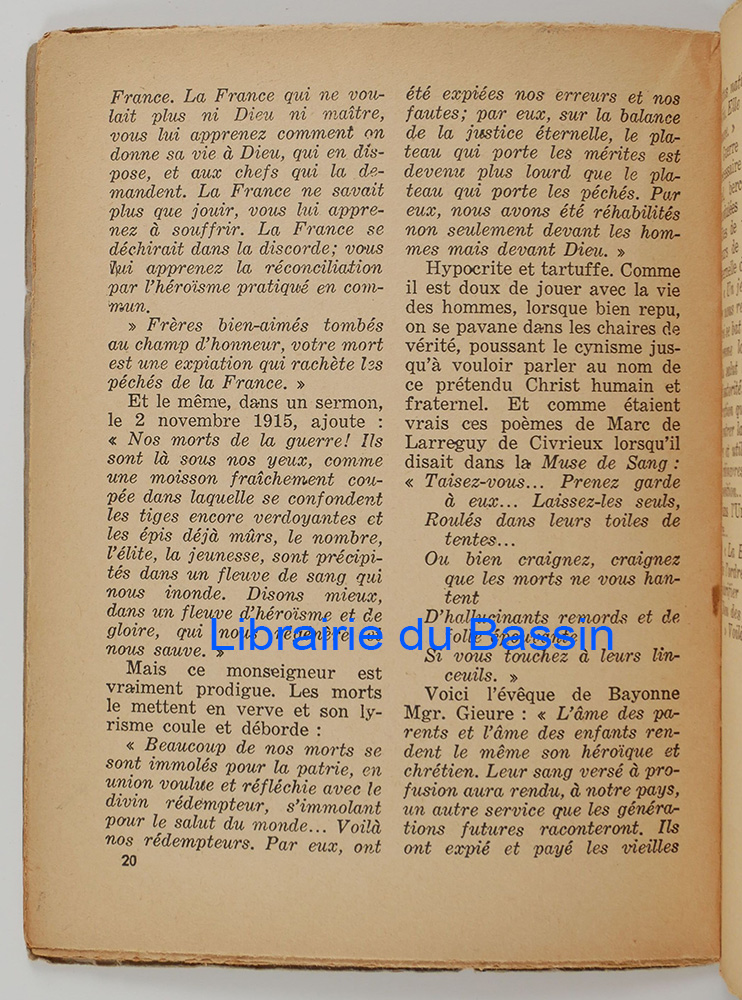 France. La France qui ne vou-
lait plus ni Dieu ni maître,
vous lui apprenez comment on
donne sa vie à Dieu, qui en dis-
pose, et aux chefs qui la de-
mandent. La France ne savait
plus que jouir, vous lui appre-
nez à souffrir. La France se
déchirait dans la discorde; vous
lui apprenez la réconciliation
par l'héroïsme pratiqué en com-
mun.
» Frères bien-aimés tombés
au champ d'honneur, votre mort
est une expiation qui rachète les
péchés de la France. »
Et le même, dans un sermon,
le 2 novembre 1915, ajoute :
« Nos morts de la guerre! Ils
sont là sous nos yeux, comme
une moisson fraîchement cou-
pée dans laquelle se confondent
les tiges encore verdoyantes et
les épis déjà mûrs, le nombre,
l'élite, la jeunesse, sont précipi-
tés dans un fleuve de sang qui
nous inonde. Disons mieux,
dans un fleuve d'héroïsme et de
gloire, qui nous régénère et
nous sauve. »
Mais ce monseigneur est
vraiment prodigue. Les morts
le mettent en verve et son ly-
risme coule et déborde :
« Beaucoup de nos morts se
sont immolés pour la patrie, en
union voulue et réfléchie avec le
divin rédempteur, s'immolant
pour le salut du monde... Voilà
nos rédempteurs. Par eux, ont
20
été expiées nos erreurs et nos
fautes; par eux, sur la balance
de la justice éternelle, le pla-
teau qui porte les mérites est
devenu plus lourd que le pla-
teau qui porte les péchés. Par
eux, nous avons été réhabilités
non seulement devant les hom-
mes mais devant Dieu. »
Hypocrite et tartuffe. Comme
il est doux de jouer avec la vie
des hommes, lorsque bien repu,
on se pavane dans les chaires de
vérité, poussant le cynisme jus-
qu'à vouloir parler au nom de
ce prétendu Christ humain et
fraternel. Et comme étaient
vrais ces poèmes de Marc de
Larreguy de Civrieux lorsqu'il
disait dans la Muse de Sang :
« Taisez-vous... Prenez garde
à eux... Laissez-les seuls,
Roulés dans leurs toiles de
tentes...
Ou bien craignez, craignez
que les morts ne vous han-
tent
D'hallucinants remords et de
folle épouvante
Si vous touchez à leurs lin-
ceuils. »
Voici l'évêque de Bayonne
Mgr. Gieure : « L'âme des pa-
rents et l'âme des enfants ren-
dent le même son héroïque et
chrétien. Leur sang versé à pro-
fusion aura rendu, à notre pays,
un autre service que les généra-
tions futures raconteront. Ils
ont expié et payé les vieilles
Librairie du Bassin